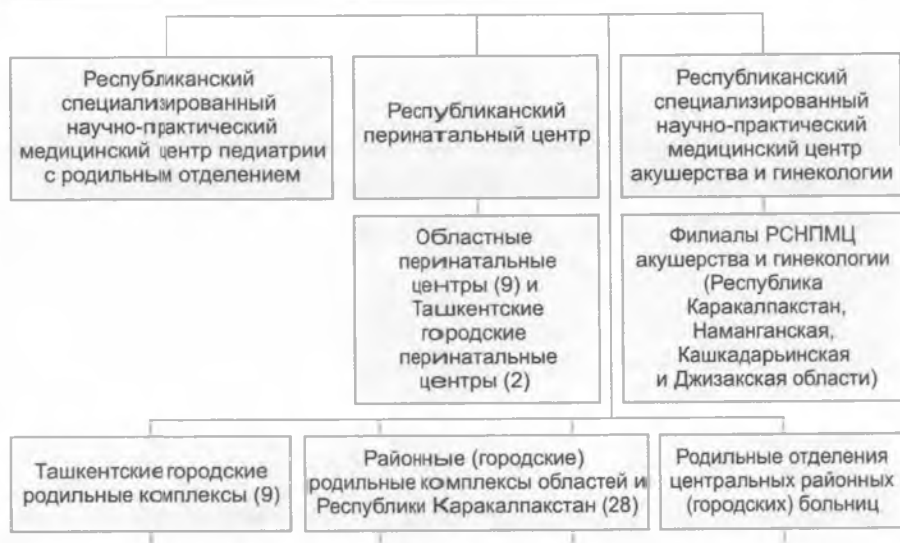 Республиканский
специализированный
научно-практический
медицинский центр педиатрии
с родильным отделением
Республиканский
перинатальный центр
Республиканский
специализированный
научно-практический
медицинский центр
акушерства и гинекологии
Областные
перинатальные
центры (9) и
Ташкентские
городские
перинатальные
центры (2)
Филиалы РСНПМЦ
акушерства и гинекологии
(Республика
Каракалпакстан,
Наманганская,
Кашкадарьинская
и Джизакская области)
Ташкентские городские
родильные комплексы (9)
Районные (городские)
родильные комплексы областей и
Республики Каракалпакстан (28)
Родильные отделения
центральных районных
(городских) больниц